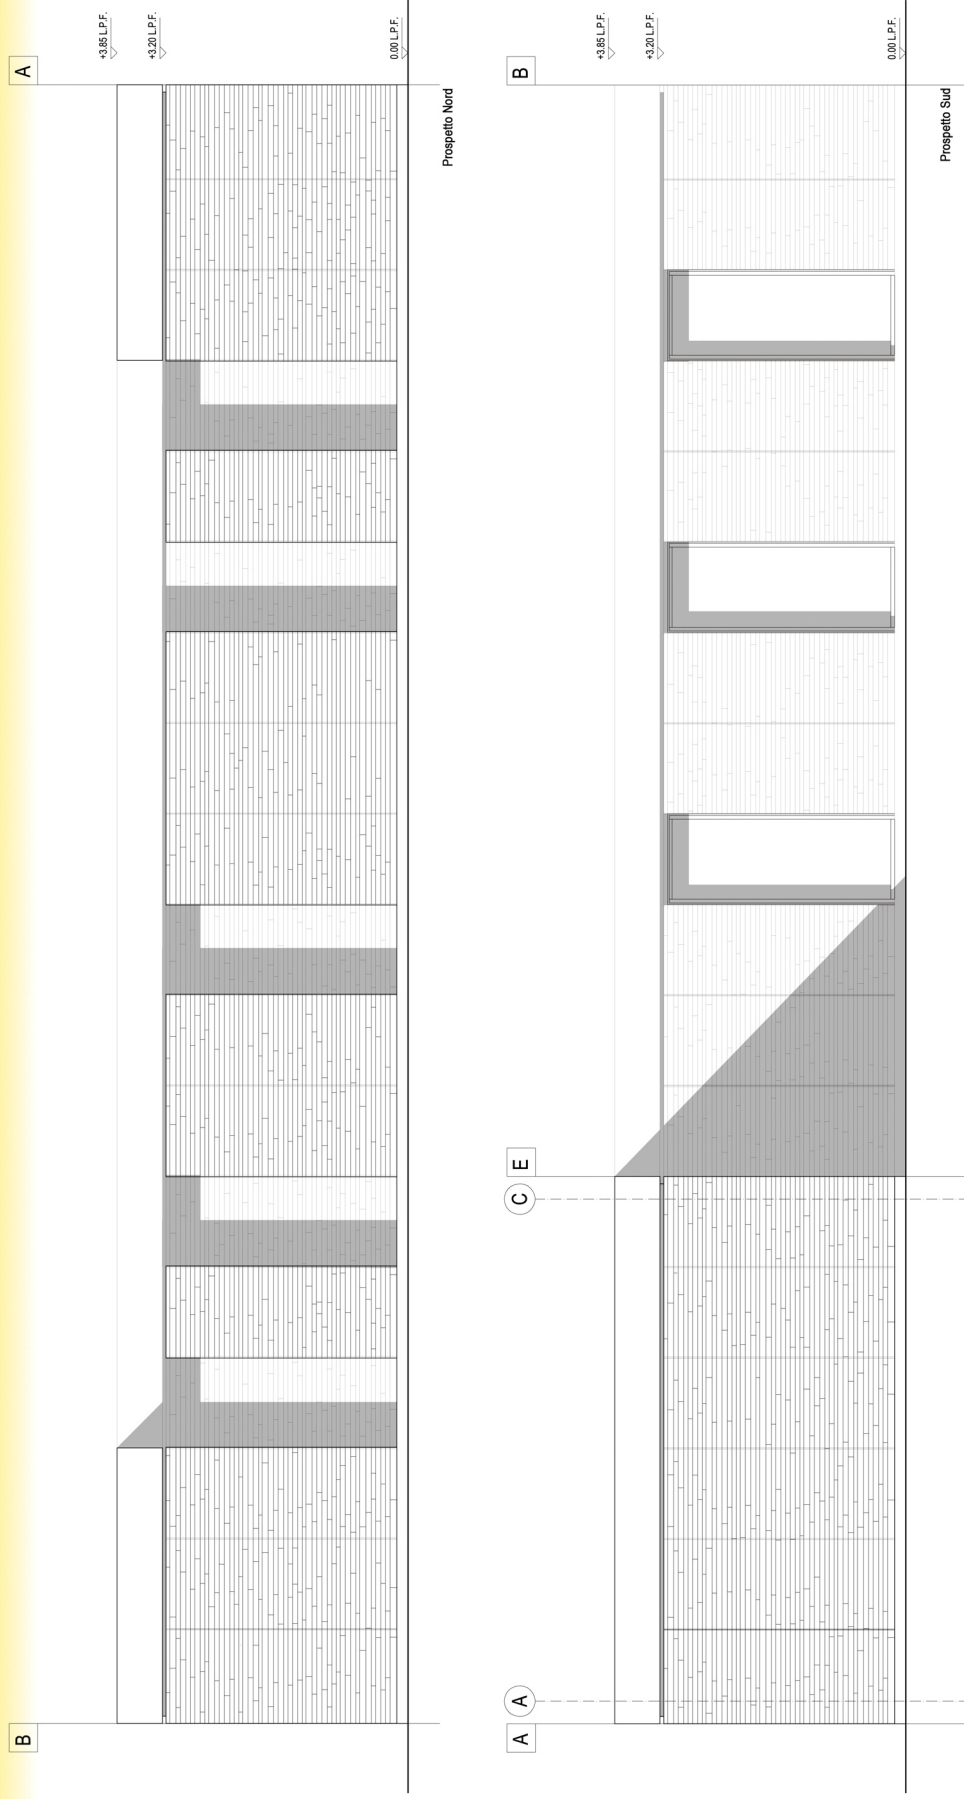 B
A
+3.85 L.P.F.
+3.20 L.P.F.
0.00 L.P.F.
Prospetto Nord
A
A
C
E
B
+3.85 L.P.F.
+3.20 L.P.F.
0.00 L.P.F.
Prospetto Sud